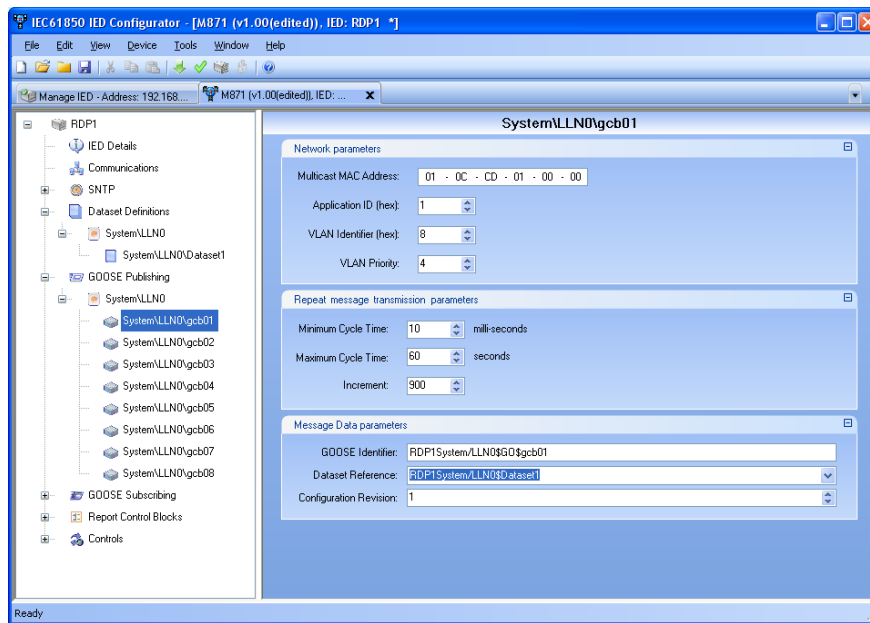 IEC61850 IED Configurator - [M871 (v1.00(edited)), IED: RDP1 *]
File Edit View Device Tools Window Help
Manage IED - Address: 192.168....
M871 (v1.00(edited)), IED: ...
RDP1
IED Details
Communications
SNTP
Dataset Definitions
System\LLN0
System\LLN0\Dataset1
GOOSE Publishing
System\LLN0
System\LLN0\gcb01
System\LLN0\gcb02
System\LLN0\gcb03
System\LLN0\gcb04
System\LLN0\gcb05
System\LLN0\gcb06
System\LLN0\gcb07
System\LLN0\gcb08
GOOSE Subscribing
Report Control Blocks
Controls
System\LLN0\gcb01
Network parameters
Multicast MAC Address: 01 - 0C - CD - 01 - 00 - 00
Application ID (hex): 1
VLAN Identifier (hex): 8
VLAN Priority: 4
Repeat message transmission parameters
Minimum Cycle Time: 10 milli-seconds
Maximum Cycle Time: 60 seconds
Increment: 900
Message Data parameters
GOOSE Identifier: RDP1System/LLN0$GO$gcb01
Dataset Reference: RDP1System/LLN0$Dataset1
Configuration Revision: 1
Ready